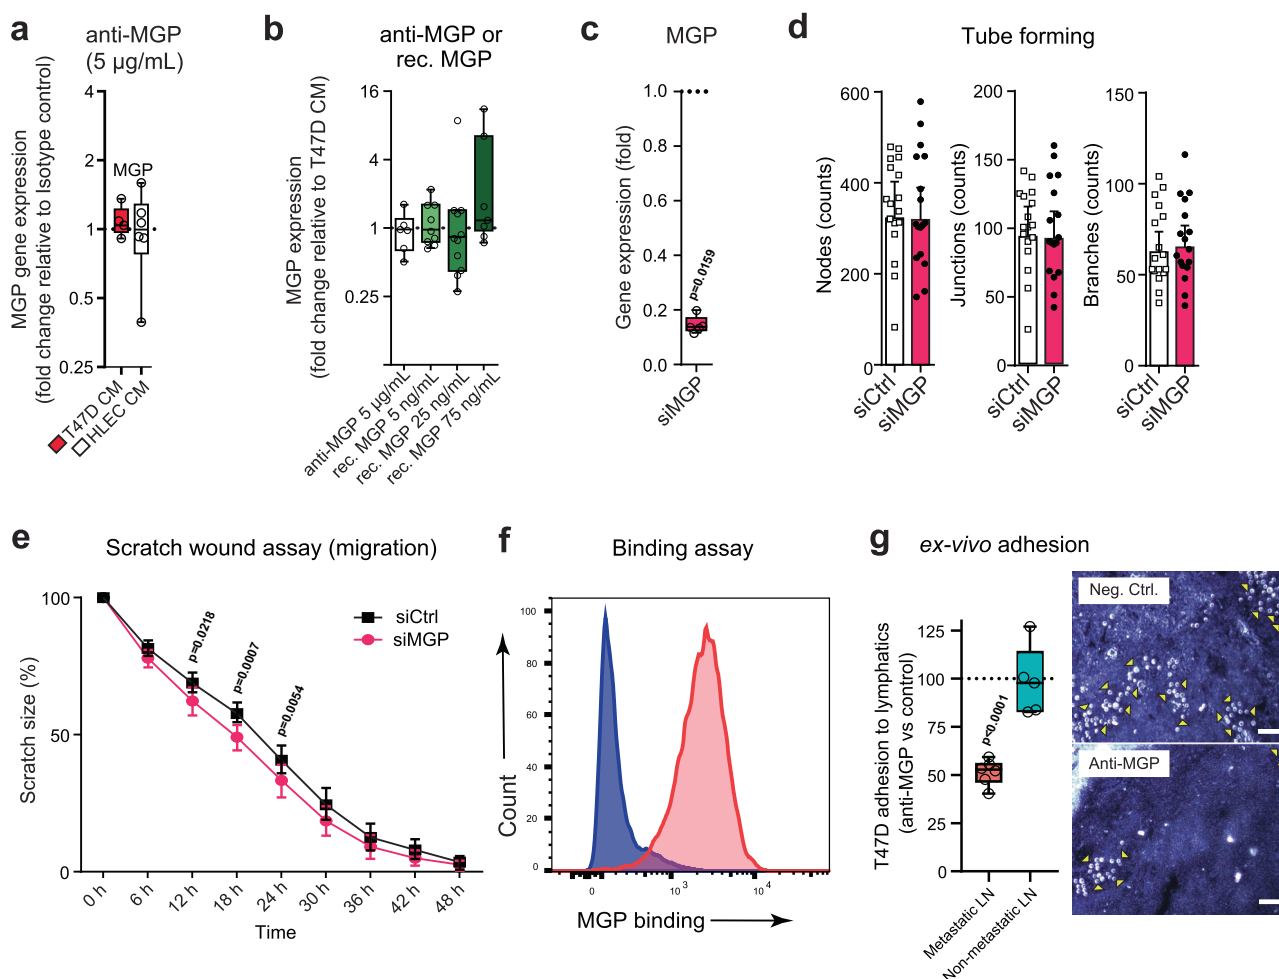 a
anti-MGP
(5 µg/mL)
MGP gene expression
(fold change relative to Isotype control)
4
2
1
0.5
0.25
MGP
T47D CM
HLEC CM
b
anti-MGP or
rec. MGP
MGP expression
(fold change relative to T47D CM)
16
4
1
0.25
anti-MGP 5 µg/mL
rec. MGP 5 ng/mL
rec. MGP 25 ng/mL
rec. MGP 75 ng/mL
c
MGP
Gene expression (fold)
1.0
0.8
0.6
0.4
0.2
0.0
p=0.0159
siMGP
d
Tube forming
Nodes (counts)
600
400
200
0
siCtrl
siMGP
Junctions (counts)
200
150
100
50
0
siCtrl
siMGP
Branches (counts)
150
100
50
0
siCtrl
siMGP
e
Scratch wound assay (migration)
Scratch size (%)
100
50
0
p=0.0218
p=0.0007
p=0.0054
siCtrl
siMGP
0 h
6 h
12 h
18 h
24 h
30 h
36 h
42 h
48 h
Time
f
Binding assay
Count
100
80
60
40
20
0
0
10³
10⁴
MGP binding
g
ex-vivo adhesion
T47D adhesion to lymphatics
(anti-MGP vs control)
125
100
75
50
25
0
p<0.0001
Metastatic LN
Non-metastatic LN
Neg. Ctrl.
Anti-MGP